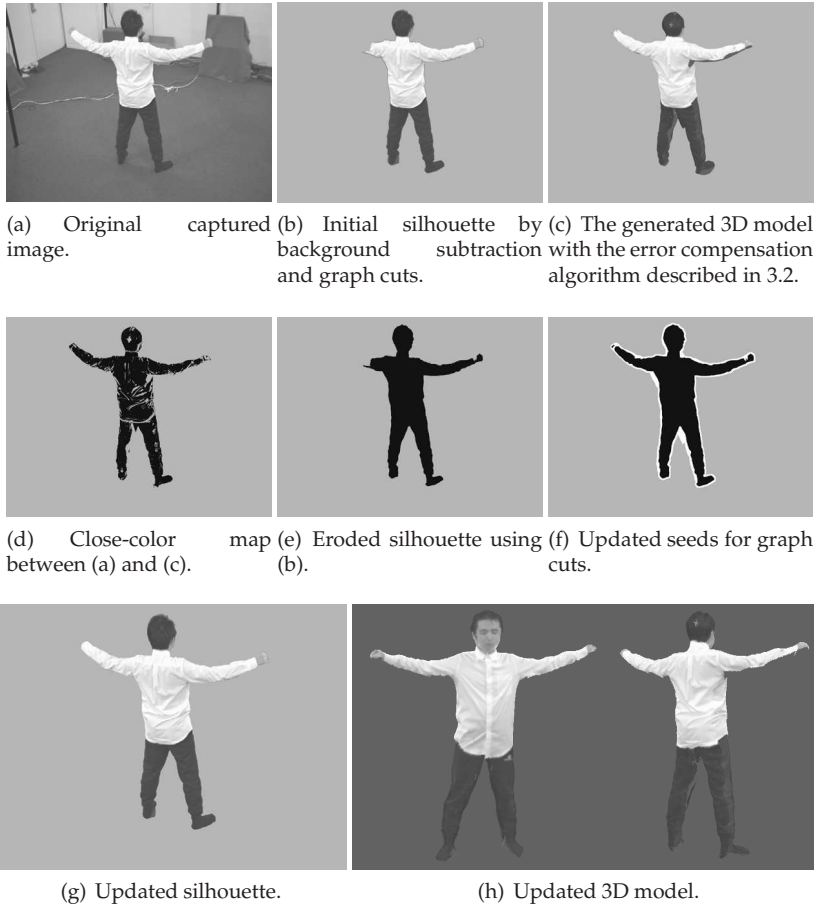 (a) Original captured image.
(b) Initial silhouette by background subtraction and graph cuts.
(c) The generated 3D model with the error compensation algorithm described in 3.2.
(d) Close-color map between (a) and (c).
(e) Eroded silhouette using (b).
(f) Updated seeds for graph cuts.
(g) Updated silhouette.
(h) Updated 3D model.